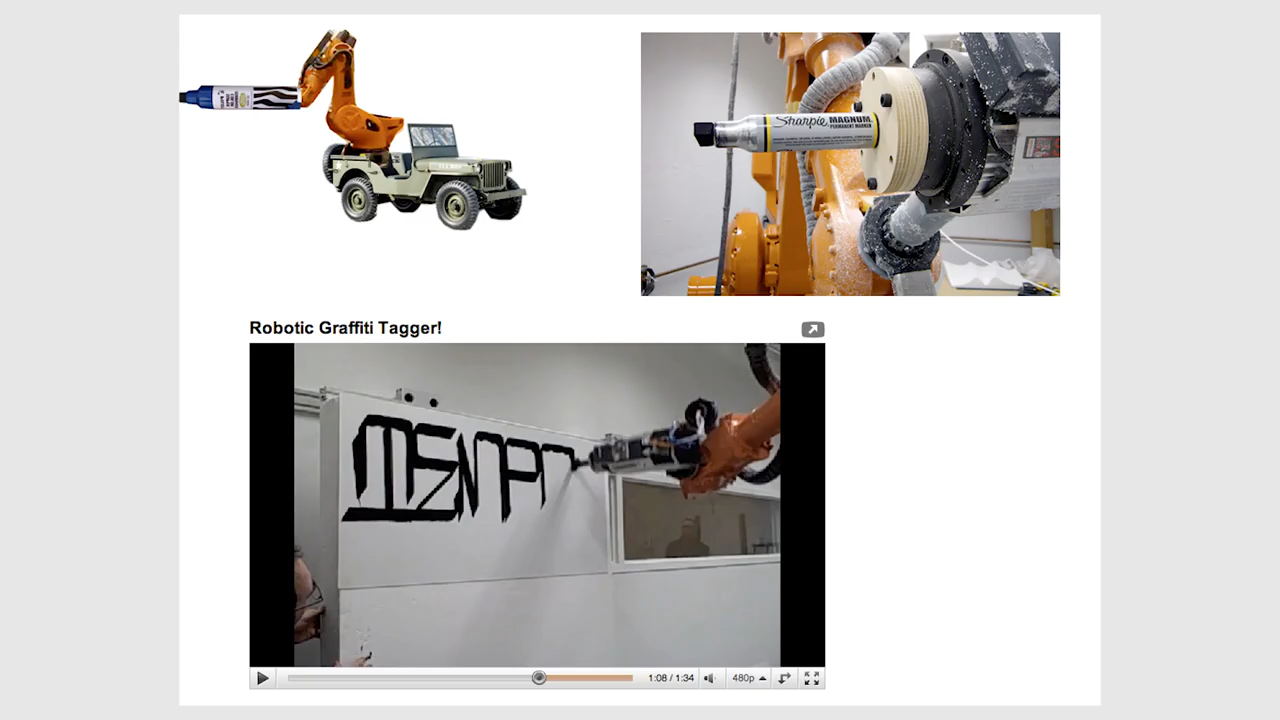 Sharpie MAGNUM
PERMANENT MARKER
Robotic Graffiti Tagger!
1:08 / 1:34
480p